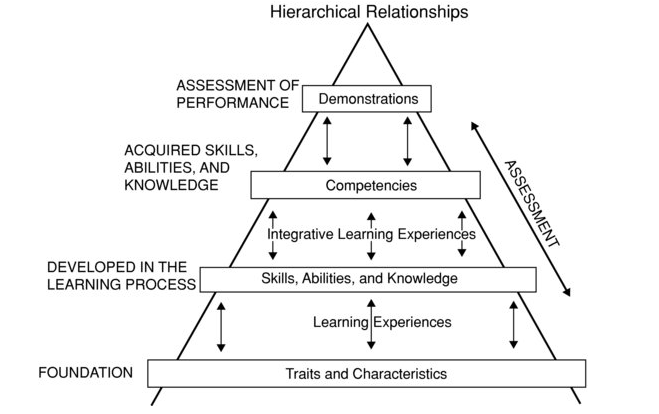 Hierarchical Relationships
ASSESSMENT OF
PERFORMANCE
Demonstrations
ACQUIRED SKILLS,
ABILITIES, AND
KNOWLEDGE
Competencies
ASSESSMENT
Integrative Learning Experiences
DEVELOPED IN THE
LEARNING PROCESS
Skills, Abilities, and Knowledge
Learning Experiences
FOUNDATION
Traits and Characteristics